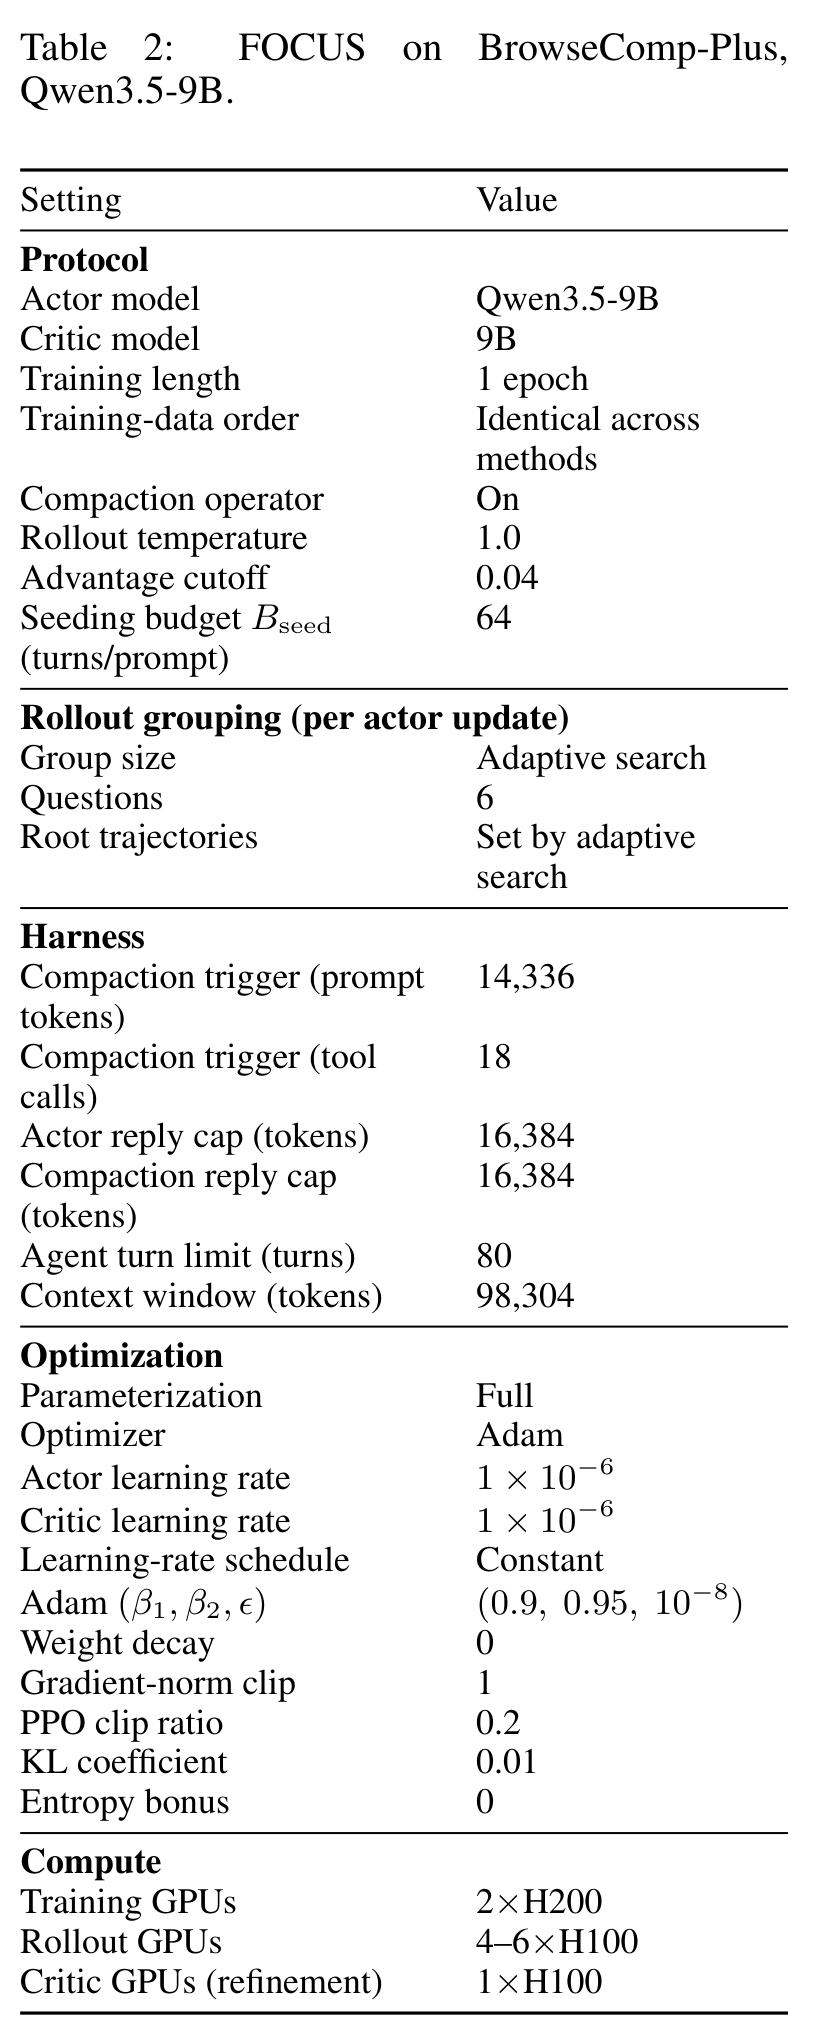 Table 2: FOCUS on BrowseComp-Plus,
Qwen3.5-9B.
Setting Value
Protocol
Actor model Qwen3.5-9B
Critic model 9B
Training length 1 epoch
Training-data order Identical across
methods
Compaction operator On
Rollout temperature 1.0
Advantage cutoff 0.04
Seeding budget B_seed 64
(turns/prompt)
Rollout grouping (per actor update)
Group size Adaptive search
Questions 6
Root trajectories Set by adaptive
search
Harness
Compaction trigger (prompt 14,336
tokens)
Compaction trigger (tool 18
calls)
Actor reply cap (tokens) 16,384
Compaction reply cap 16,384
(tokens)
Agent turn limit (turns) 80
Context window (tokens) 98,304
Optimization
Parameterization Full
Optimizer Adam
Actor learning rate 1 × 10⁻⁶
Critic learning rate 1 × 10⁻⁶
Learning-rate schedule Constant
Adam (β₁, β₂, ϵ) (0.9, 0.95, 10⁻⁸)
Weight decay 0
Gradient-norm clip 1
PPO clip ratio 0.2
KL coefficient 0.01
Entropy bonus 0
Compute
Training GPUs 2×H200
Rollout GPUs 4–6×H100
Critic GPUs (refinement) 1×H100